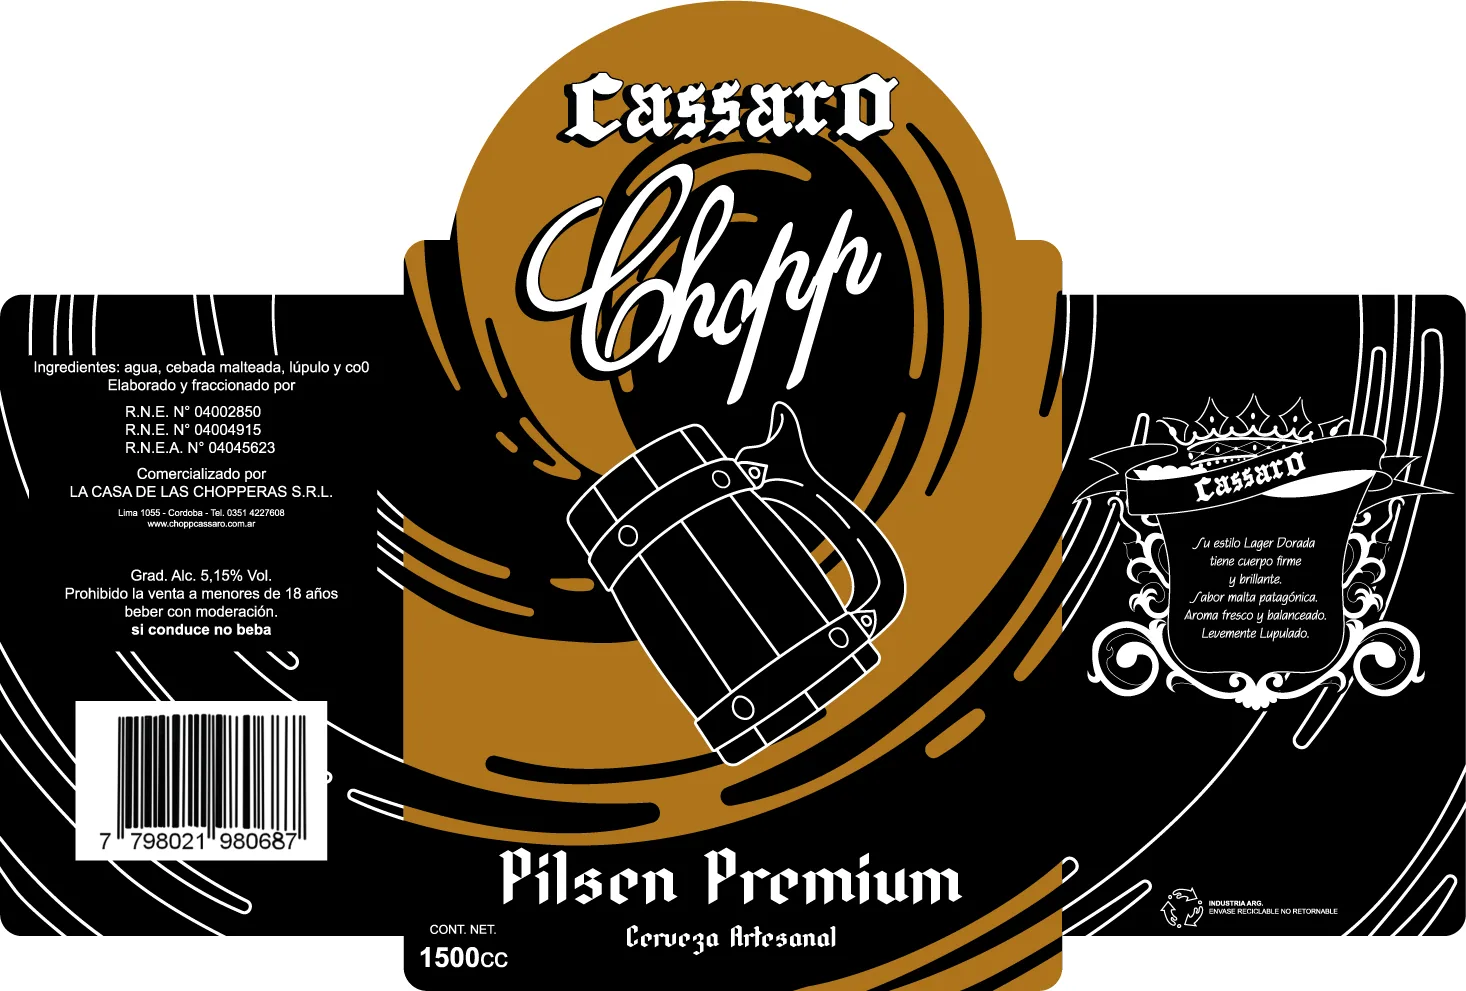 Cassaro
Chopp
Pilsen Premium
Cerveza Artesanal
CONT. NET.
1500CC
Ingredientes: agua, cebada malteada, lúpulo y co0
Elaborado y fraccionado por
R.N.E. N° 04002850
R.N.E. N° 04004915
R.N.E.A. N° 04045623
Comercializado por
LA CASA DE LAS CHOPPERAS S.R.L.
Lima 1055 - Cordoba - Tel. 0351 4227608
www.choppcassaro.com.ar
Grad. Alc. 5,15% Vol.
Prohibido la venta a menores de 18 años
beber con moderación.
si conduce no beba
7 798021 980687
Cassaro
Su estilo Lager Dorada
tiene cuerpo firme
y brillante.
Sabor malta patagónica.
Aroma fresco y balanceado.
Levemente Lupulado.
INDUSTRIA ARG.
ENVASE RECICLABLE NO RETORNABLE